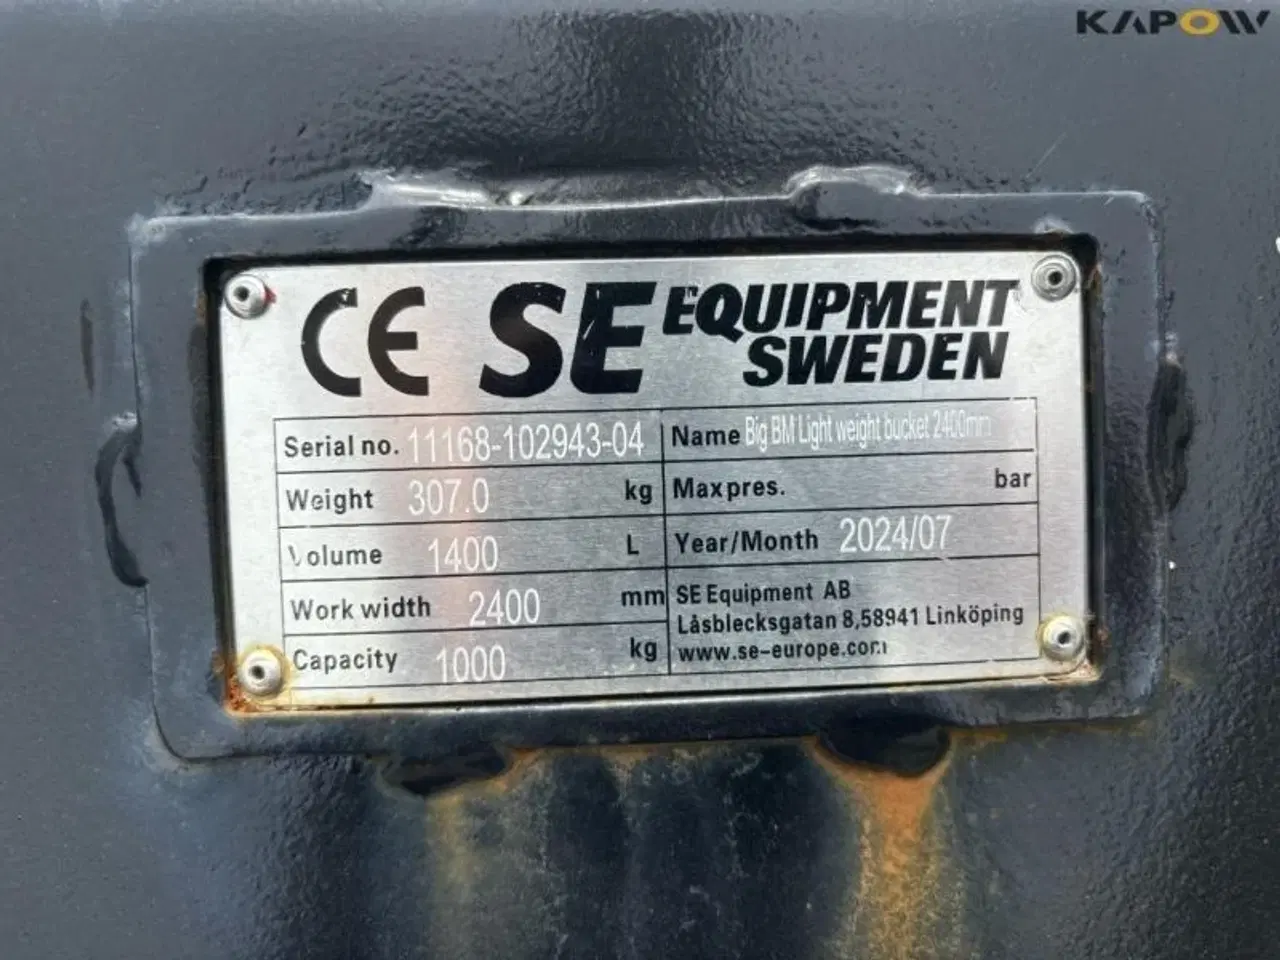 KAPOW
CE SE EQUIPMENT
SWEDEN
Serial no. 11168-102943-04
Name Big BM Light weight bucket 2400mm
Weight 307.0 kg
Max pres. bar
Volume 1400 L
Year/Month 2024/07
Work width 2400 mm
Capacity 1000 kg
SE Equipment AB
Låsblecksgatan 8,58941 Linköping
www.se-europe.com